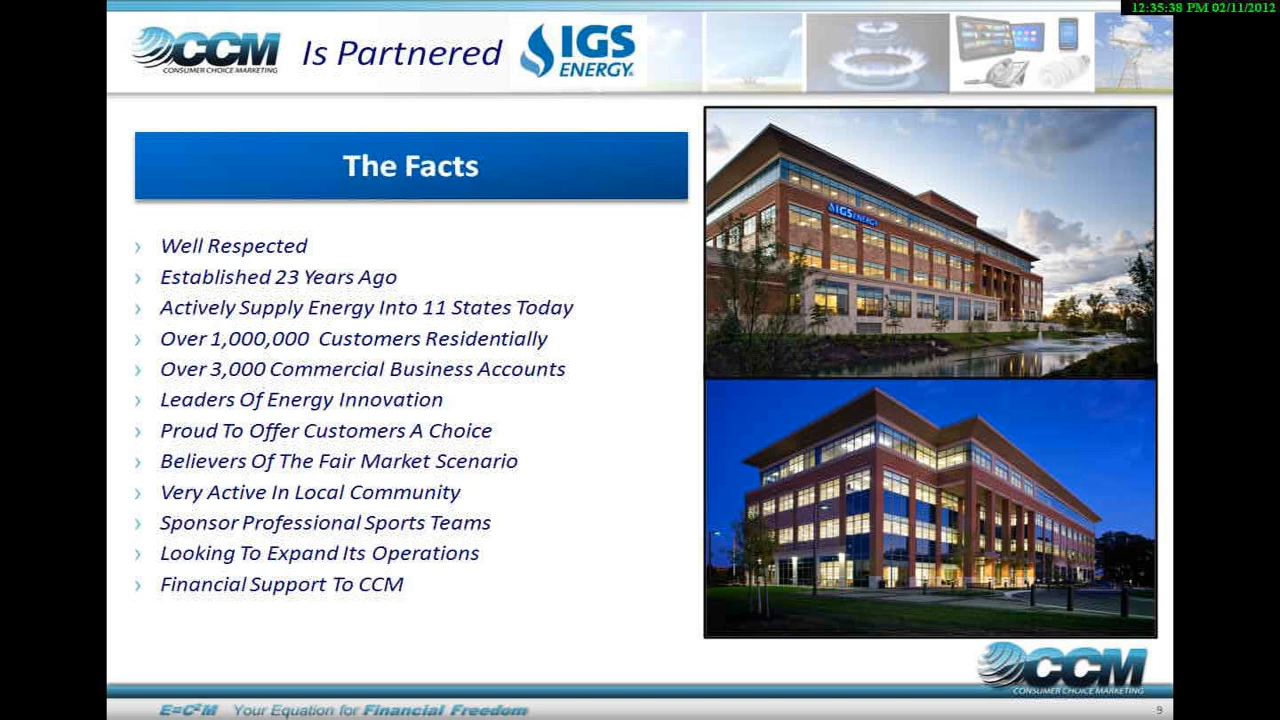 12:35:38 PM 02/11/2012
CCM
CONSUMER CHOICE MARKETING
Is Partnered
IGS
ENERGY®
The Facts
› Well Respected
› Established 23 Years Ago
› Actively Supply Energy Into 11 States Today
› Over 1,000,000 Customers Residentially
› Over 3,000 Commercial Business Accounts
› Leaders Of Energy Innovation
› Proud To Offer Customers A Choice
› Believers Of The Fair Market Scenario
› Very Active In Local Community
› Sponsor Professional Sports Teams
› Looking To Expand Its Operations
› Financial Support To CCM
IGS ENERGY
CCM
CONSUMER CHOICE MARKETING
E=C²M Your Equation for Financial Freedom
9